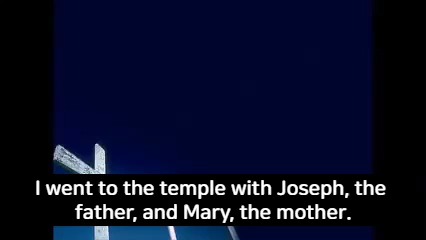 I went to the temple with Joseph, the
father, and Mary, the mother.